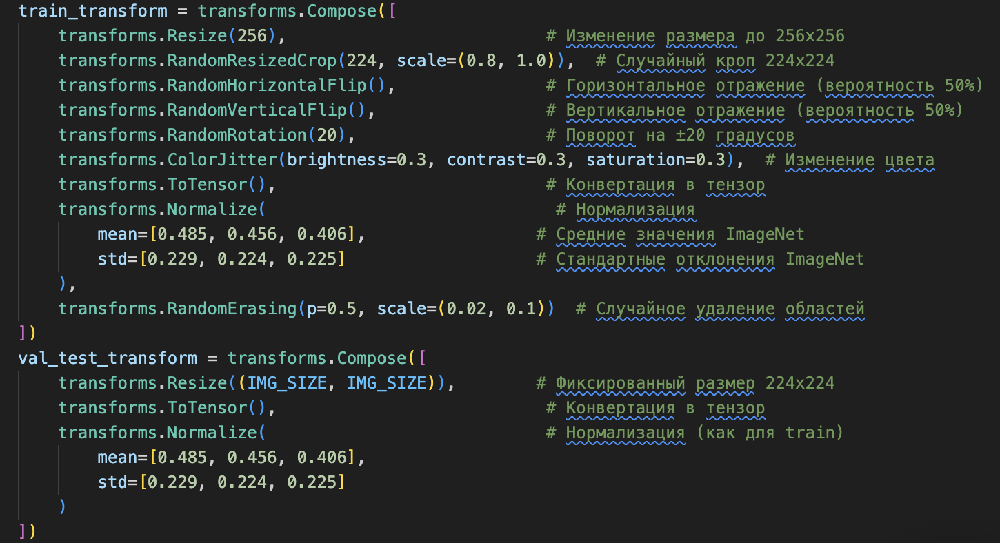 train_transform = transforms.Compose([
    transforms.Resize(256),                          # Изменение размера до 256x256
    transforms.RandomResizedCrop(224, scale=(0.8, 1.0)),  # Случайный кроп 224x224
    transforms.RandomHorizontalFlip(),               # Горизонтальное отражение (вероятность 50%)
    transforms.RandomVerticalFlip(),                 # Вертикальное отражение (вероятность 50%)
    transforms.RandomRotation(20),                   # Поворот на ±20 градусов
    transforms.ColorJitter(brightness=0.3, contrast=0.3, saturation=0.3),  # Изменение цвета
    transforms.ToTensor(),                           # Конвертация в тензор
    transforms.Normalize(                             # Нормализация
        mean=[0.485, 0.456, 0.406],                 # Средние значения ImageNet
        std=[0.229, 0.224, 0.225]                   # Стандартные отклонения ImageNet
    ),
    transforms.RandomErasing(p=0.5, scale=(0.02, 0.1))  # Случайное удаление областей
])
val_test_transform = transforms.Compose([
    transforms.Resize((IMG_SIZE, IMG_SIZE)),        # Фиксированный размер 224x224
    transforms.ToTensor(),                           # Конвертация в тензор
    transforms.Normalize(                            # Нормализация (как для train)
        mean=[0.485, 0.456, 0.406],
        std=[0.229, 0.224, 0.225]
    )
])